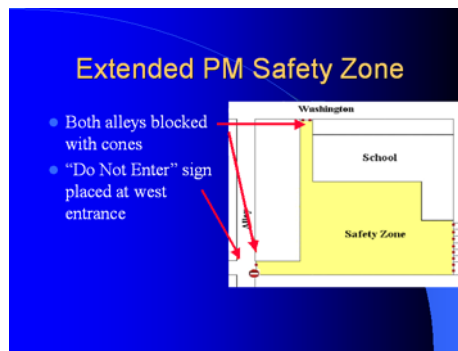 Extended PM Safety Zone
Both alleys blocked
with cones
“Do Not Enter” sign
placed at west
entrance
Washington
School
Alley
Safety Zone